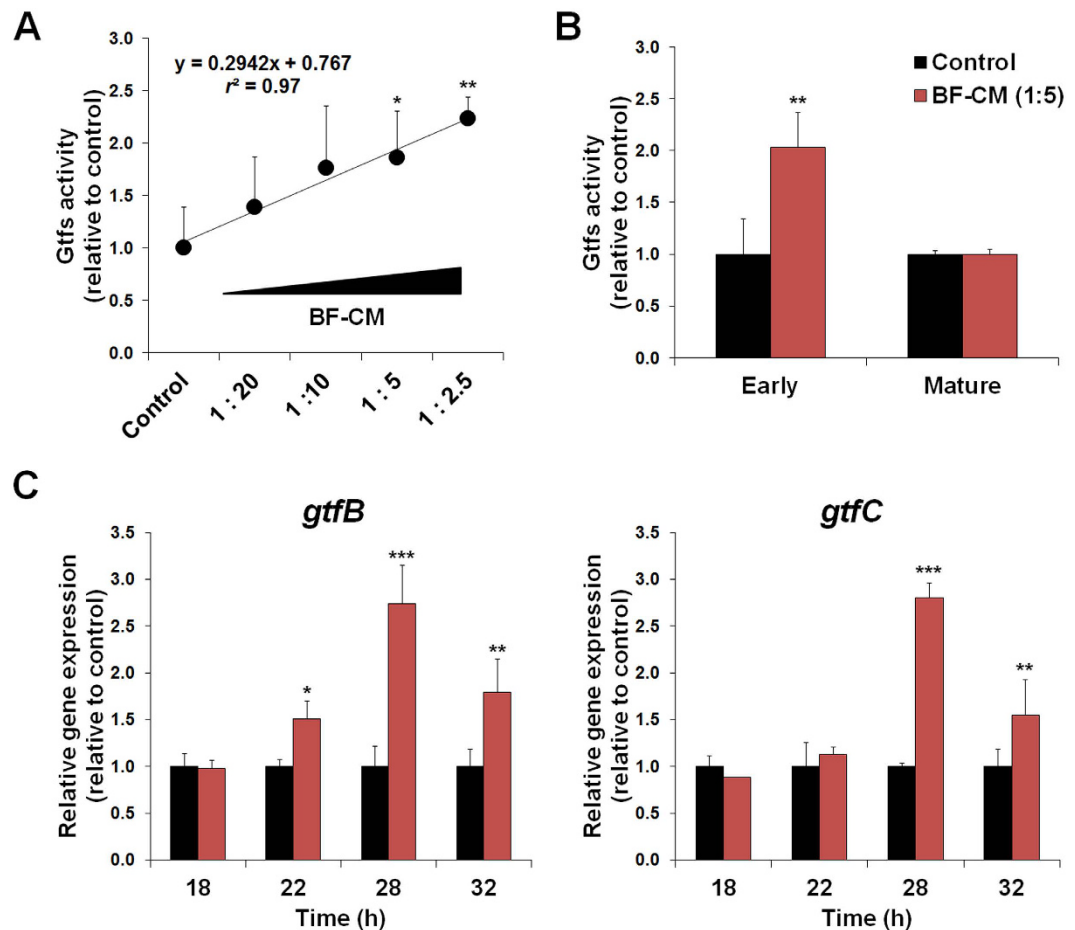 A
y = 0.2942x + 0.767
r² = 0.97
Gtfs activity
(relative to control)
3.0
2.5
2.0
1.5
1.0
0.5
0.0
*
**
BF-CM
Control
1 : 20
1 :10
1 : 5
1 : 2.5
B
Gtfs activity
(relative to control)
3.0
2.5
2.0
1.5
1.0
0.5
0.0
Control
BF-CM (1:5)
**
Early
Mature
C
gtfB
Relative gene expression
(relative to control)
3.5
3.0
2.5
2.0
1.5
1.0
0.5
0.0
*
***
**
18
22
28
32
Time (h)
gtfC
Relative gene expression
(relative to control)
3.5
3.0
2.5
2.0
1.5
1.0
0.5
0.0
***
**
18
22
28
32
Time (h)